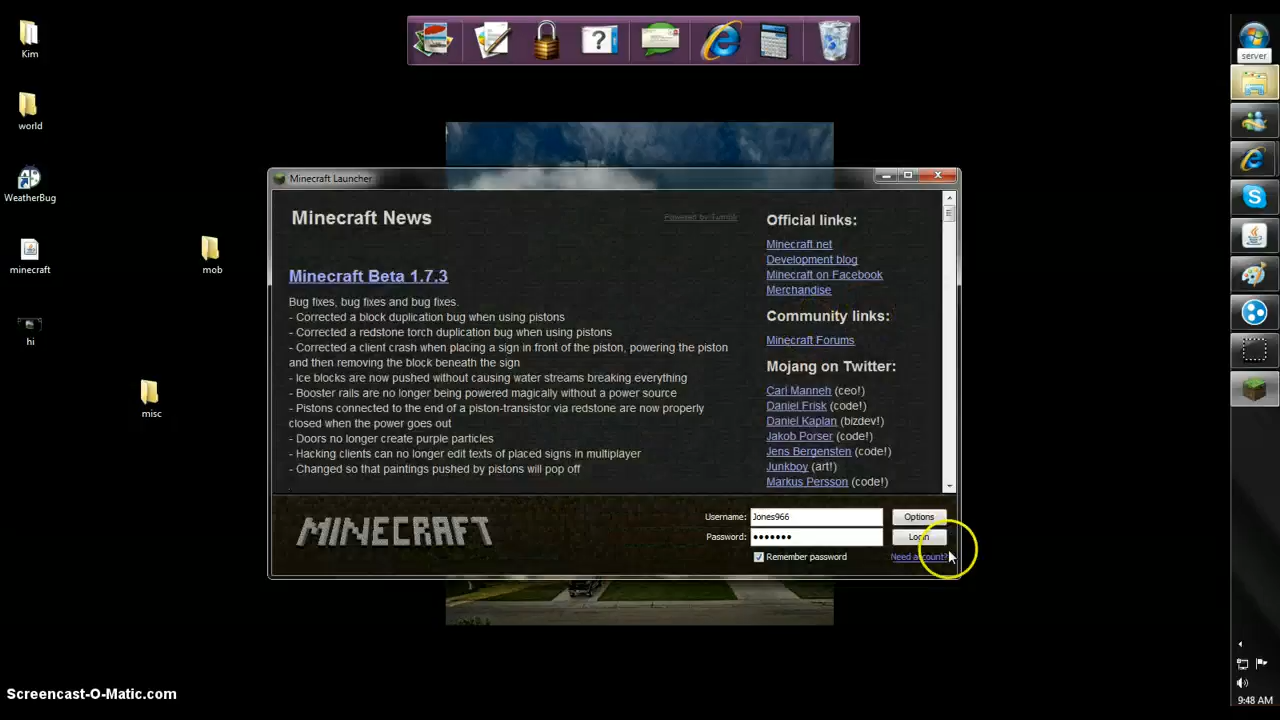 Kim
world
WeatherBug
minecraft
hi
mob
misc
server
Minecraft Launcher
Minecraft News
Powered by Tumblr
Minecraft Beta 1.7.3
Bug fixes, bug fixes and bug fixes.
- Corrected a block duplication bug when using pistons
- Corrected a redstone torch duplication bug when using pistons
- Corrected a client crash when placing a sign in front of the piston, powering the piston
and then removing the block beneath the sign
- Ice blocks are now pushed without causing water streams breaking everything
- Booster rails are no longer being powered magically without a power source
- Pistons connected to the end of a piston-transistor via redstone are now properly
closed when the power goes out
- Doors no longer create purple particles
- Hacking clients can no longer edit texts of placed signs in multiplayer
- Changed so that paintings pushed by pistons will pop off
Official links:
Minecraft net
Development blog
Minecraft on Facebook
Merchandise
Community links:
Minecraft Forums
Mojang on Twitter:
Carl Manneh (ceo!)
Daniel Frisk (code!)
Daniel Kaplan (bizdev!)
Jakob Porser (code!)
Jens Bergensten (code!)
Junkboy (art!)
Markus Persson (code!)
MINECRAFT
Username: Jones966
Options
Password: •••••••
Login
Remember password
Need account?
Screencast-O-Matic.com
9:48 AM